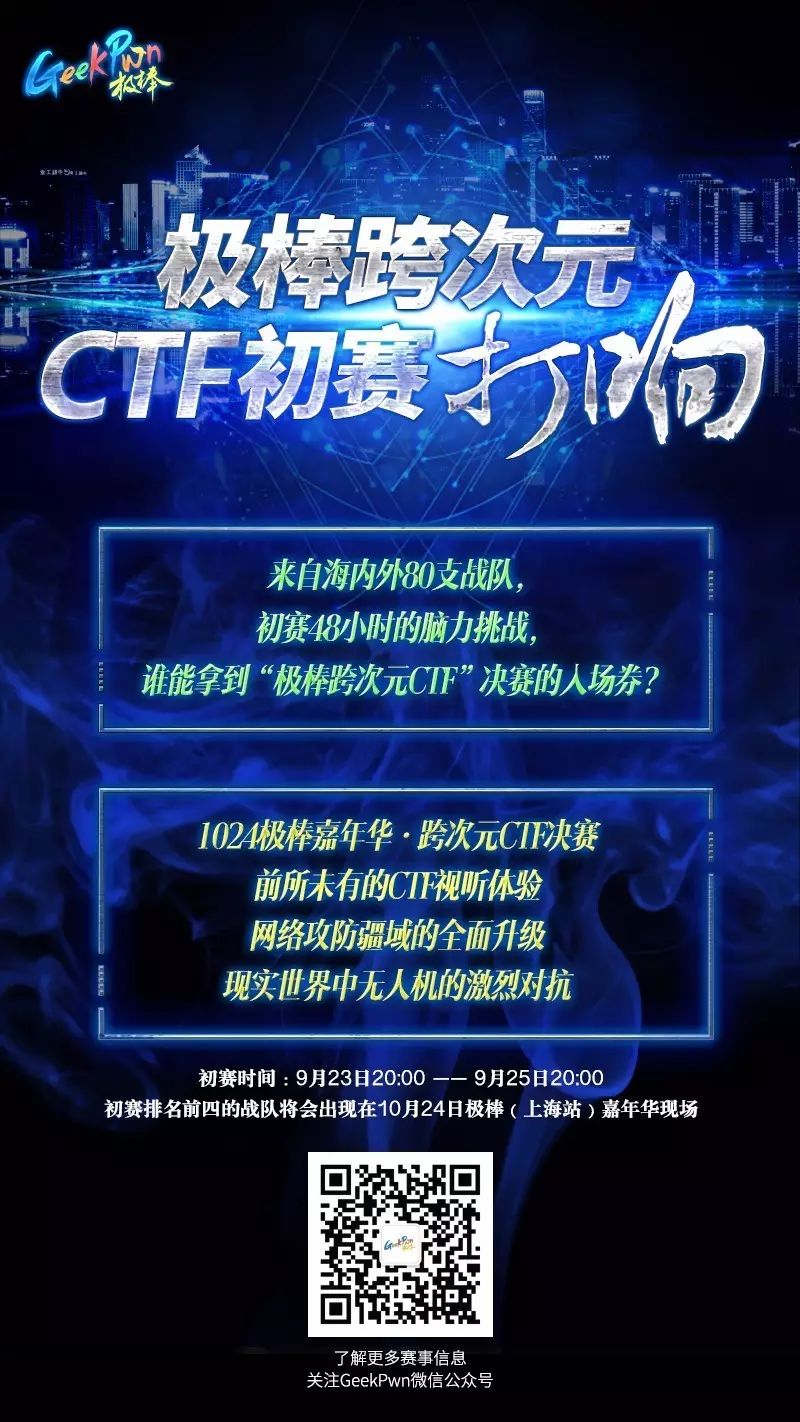 GeekPwn
极棒
极棒跨次元
CTF初赛打响
来自海内外80支战队，
初赛48小时的脑力挑战，
谁能拿到“极棒跨次元CTF”决赛的入场券？
1024极棒嘉年华·跨次元CTF决赛
前所未有的CTF视听体验
网络攻防疆域的全面升级
现实世界中无人机的激烈对抗
初赛时间：9月23日20:00 —— 9月25日20:00
初赛排名前四的战队将会出现在10月24日极棒（上海站）嘉年华现场
GeekPwn
了解更多赛事信息
关注GeekPwn微信公众号